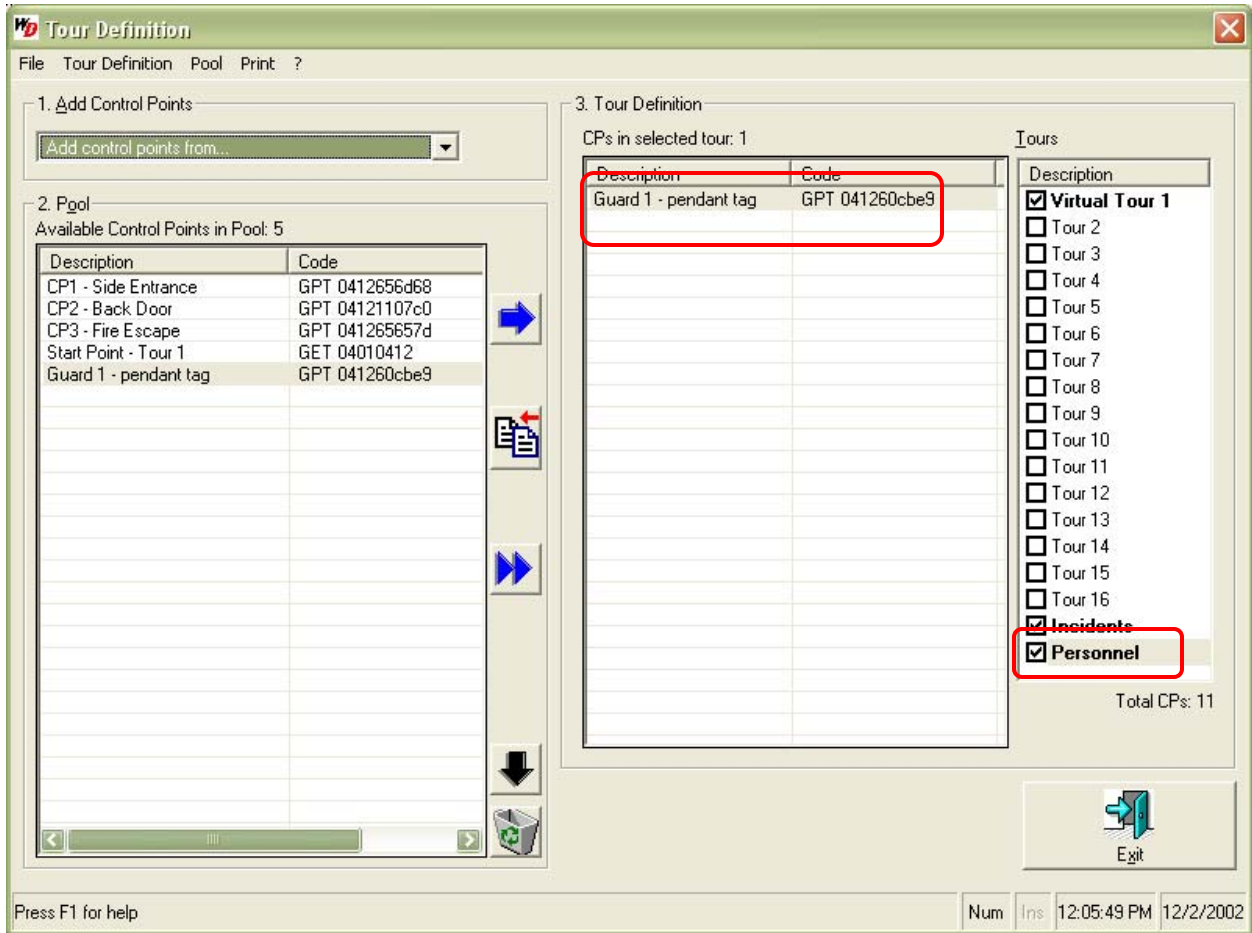 WD Tour Definition
File Tour Definition Pool Print ?
1. Add Control Points
Add control points from...
2. Pool
Available Control Points in Pool: 5
Description Code
CP1 - Side Entrance GPT 0412656d68
CP2 - Back Door GPT 04121107c0
CP3 - Fire Escape GPT 041265657d
Start Point - Tour 1 GET 04010412
Guard 1 - pendant tag GPT 041260cbe9
3. Tour Definition
CPs in selected tour: 1
Description Code
Guard 1 - pendant tag GPT 041260cbe9
Tours
Description
Virtual Tour 1
Tour 2
Tour 3
Tour 4
Tour 5
Tour 6
Tour 7
Tour 8
Tour 9
Tour 10
Tour 11
Tour 12
Tour 13
Tour 14
Tour 15
Tour 16
Incidents
Personnel
Total CPs: 11
Exit
Press F1 for help Num Ins 12:05:49 PM 12/2/2002